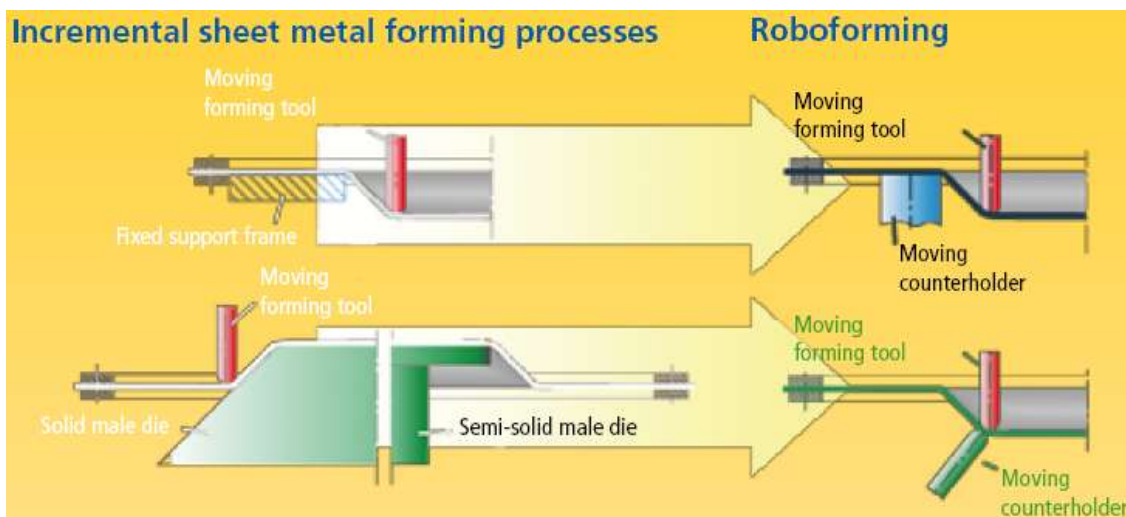 Incremental sheet metal forming processes
Roboforming
Moving
forming tool
Fixed support frame
Moving
forming tool
Moving
counterholder
Moving
forming tool
Solid male die
Semi-solid male die
Moving
forming tool
Moving
counterholder